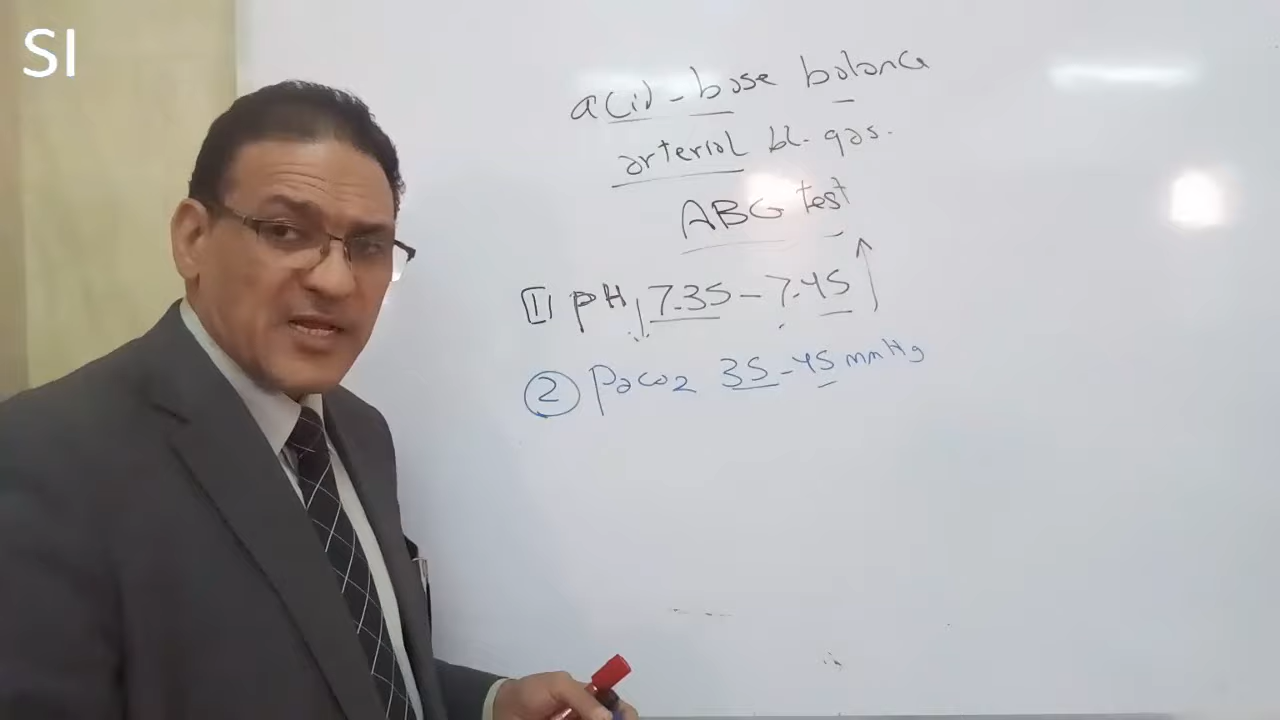 SI
acid-base balance
arterial bl. gas.
ABG test
[1] pH ↓ 7.35 - 7.45 ↑
② PaCO2 35-45 mmHg